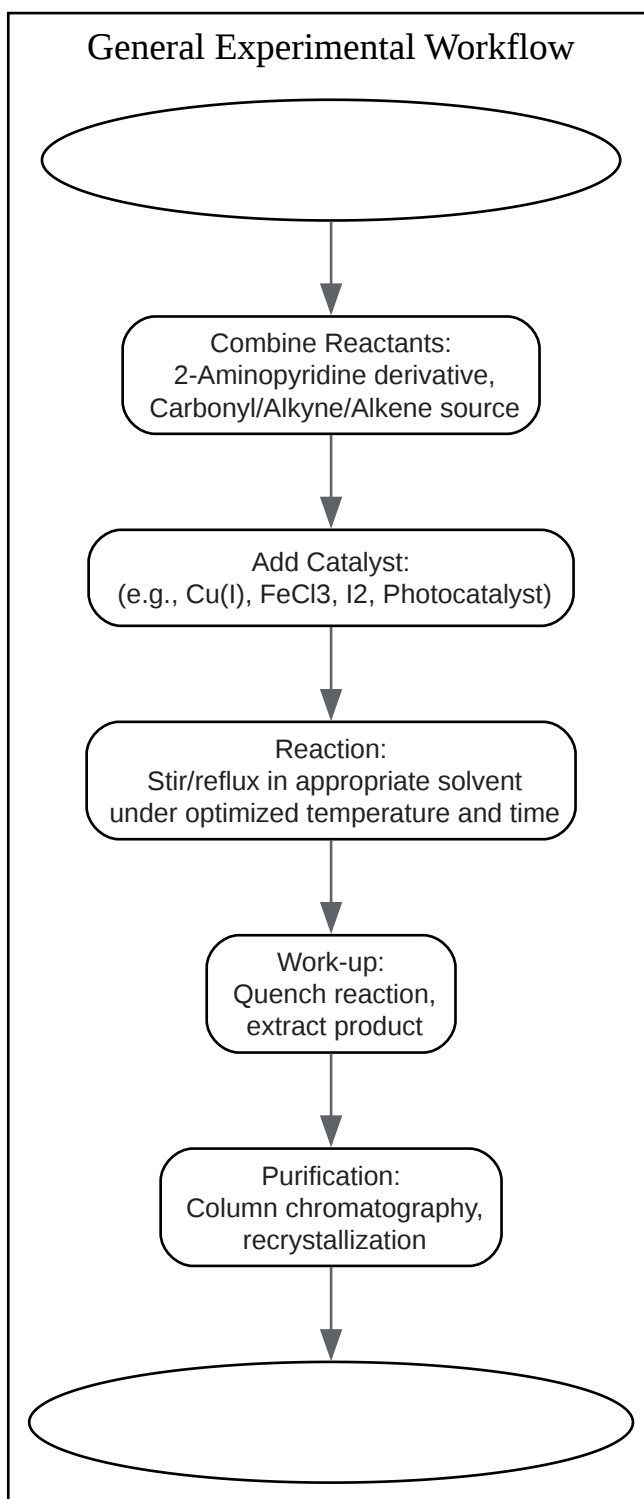 General Experimental Workflow
Combine Reactants:
2-Aminopyridine derivative,
Carbonyl/Alkyne/Alkene source
Add Catalyst:
(e.g., Cu(I), FeCl3, I2, Photocatalyst)
Reaction:
Stir/reflux in appropriate solvent
under optimized temperature and time
Work-up:
Quench reaction,
extract product
Purification:
Column chromatography,
recrystallization